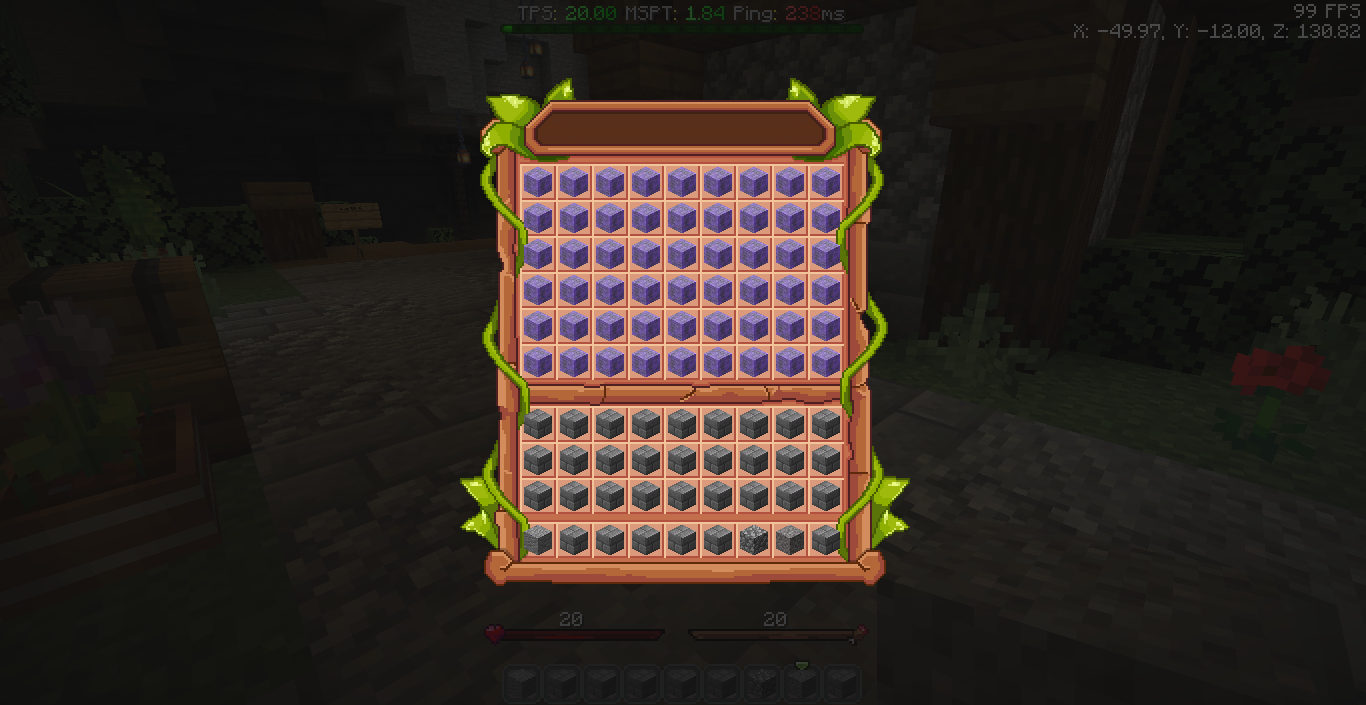 TPS: 20.00 MSPT: 1.84 Ping: 238ms
99 FPS
X: -49.97, Y: -12.00, Z: 130.82
20
20